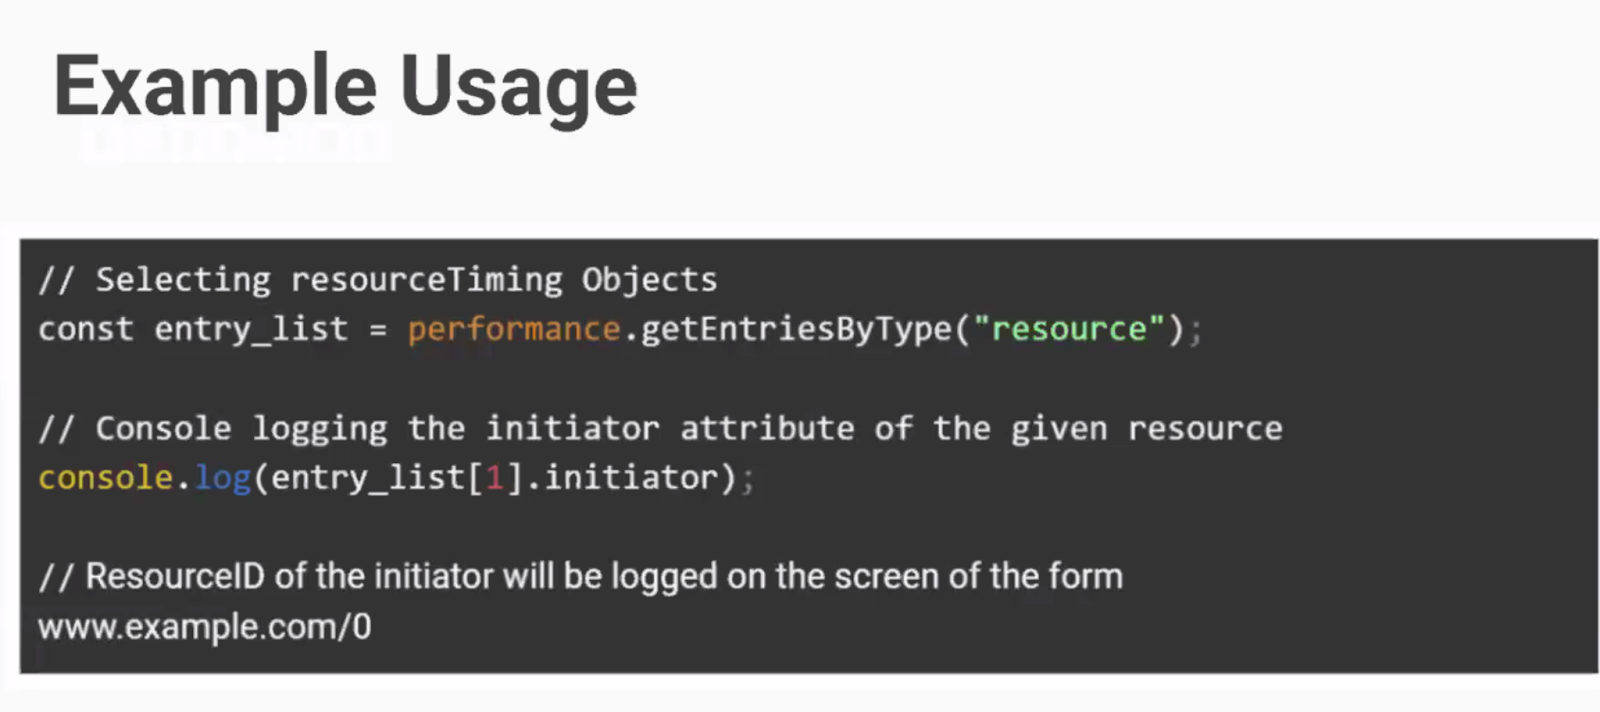 Example Usage
// Selecting resourceTiming Objects
const entry_list = performance.getEntriesByType("resource");
// Console logging the initiator attribute of the given resource
console.log(entry_list[1].initiator);
// ResourceID of the initiator will be logged on the screen of the form
www.example.com/0